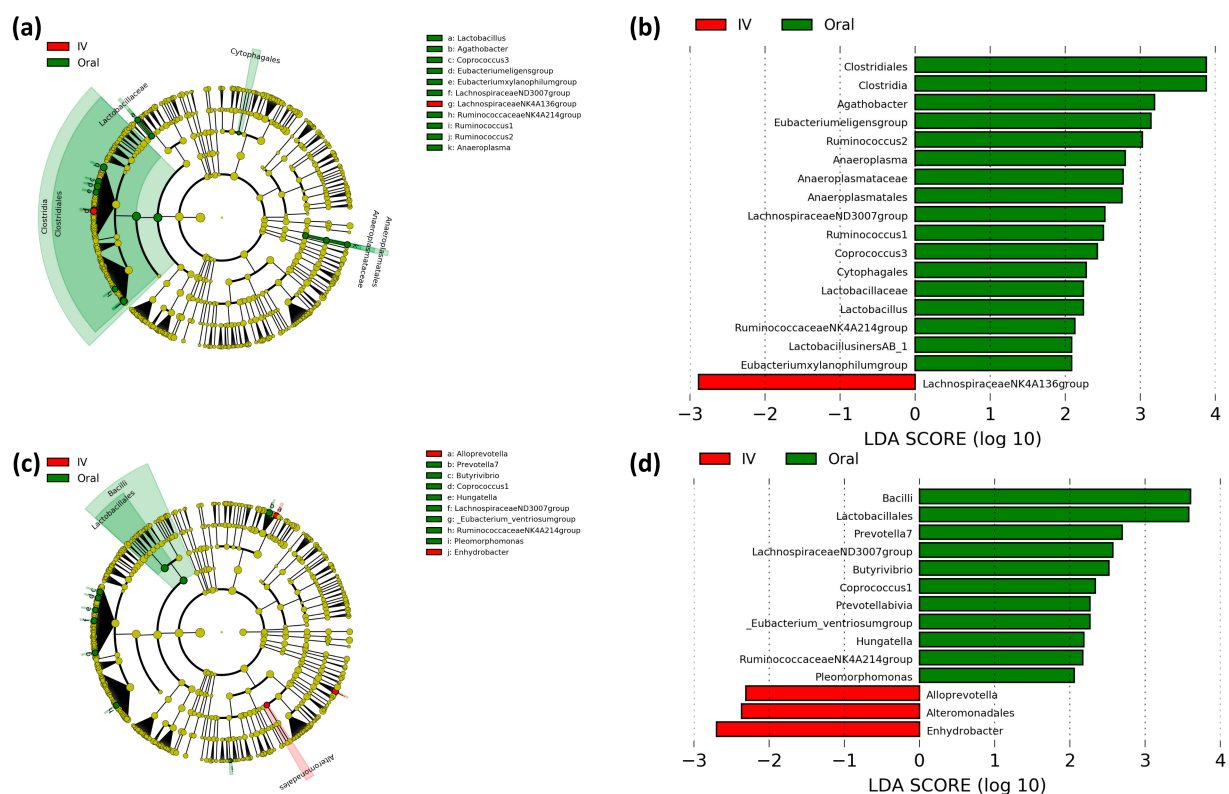 (a)
IV
Oral
Cytophagales
Lactobacillaceae
Clostridia
Clostridiales
Anaeroplasmatales
Anaeroplasmataceae
a: Lactobacillus
b: Agathobacter
c: Coprococcus3
d: Eubacteriumeligensgroup
e: Eubacteriumxylanophilumgroup
f: LachnospiraceaeND3007group
g: LachnospiraceaeNK4A136group
h: RuminococcaceaeNK4A214group
i: Ruminococcus1
j: Ruminococcus2
k: Anaeroplasma
(b)
IV Oral
Clostridiales
Clostridia
Agathobacter
Eubacteriumeligensgroup
Ruminococcus2
Anaeroplasma
Anaeroplasmataceae
Anaeroplasmatales
LachnospiraceaeND3007group
Ruminococcus1
Coprococcus3
Cytophagales
Lactobacillaceae
Lactobacillus
RuminococcaceaeNK4A214group
LactobacillusinersAB_1
Eubacteriumxylanophilumgroup
LachnospiraceaeNK4A136group
−3 −2 −1 0 1 2 3 4
LDA SCORE (log 10)
(c)
IV
Oral
Bacilli
Lactobacillales
Alteromonadales
a: Alloprevotella
b: Prevotella7
c: Butyrivibrio
d: Coprococcus1
e: Hungatella
f: LachnospiraceaeND3007group
g: _Eubacterium_ventriosumgroup
h: RuminococcaceaeNK4A214group
i: Pleomorphomonas
j: Enhydrobacter
(d)
IV Oral
Bacilli
Lactobacillales
Prevotella7
LachnospiraceaeND3007group
Butyrivibrio
Coprococcus1
Prevotellabivia
_Eubacterium_ventriosumgroup
Hungatella
RuminococcaceaeNK4A214group
Pleomorphomonas
Alloprevotella
Alteromonadales
Enhydrobacter
−3 −2 −1 0 1 2 3 4
LDA SCORE (log 10)